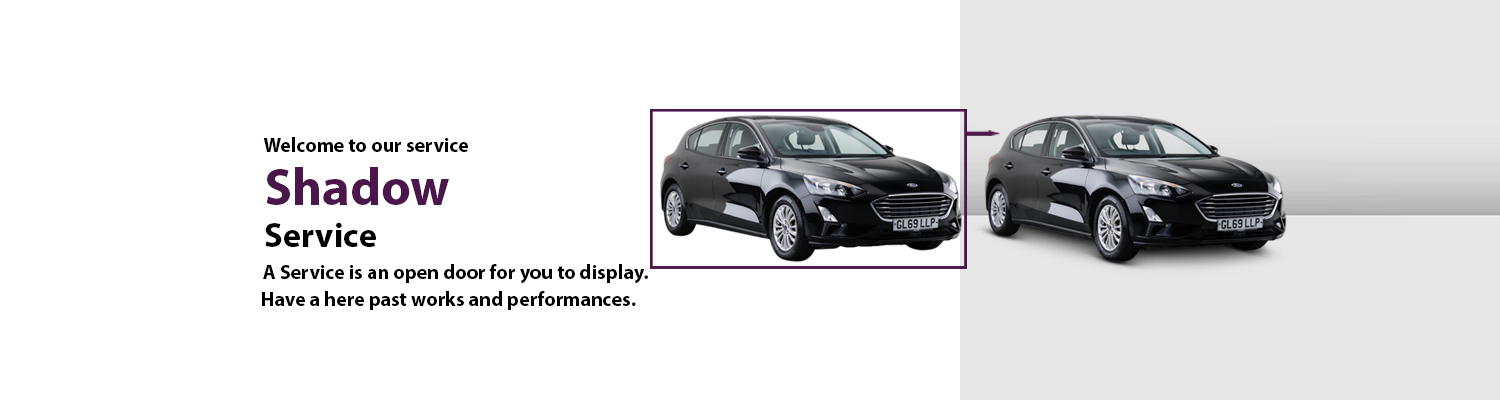 Welcome to our service
Shadow
Service
A Service is an open door for you to display.
Have a here past works and performances.
GL69 LLP
GL69 LLP